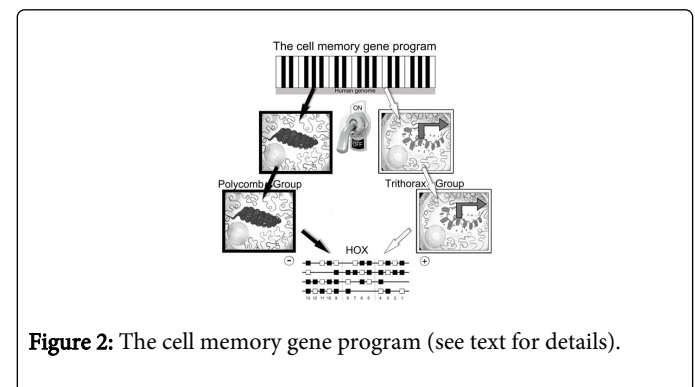 The cell memory gene program
Human genome
ON
OFF
Polycomb Group
Trithorax Group
HOX
−
+
13 12 11 10 9 8 7 6 5 4 3 2 1
Figure 2: The cell memory gene program (see text for details).